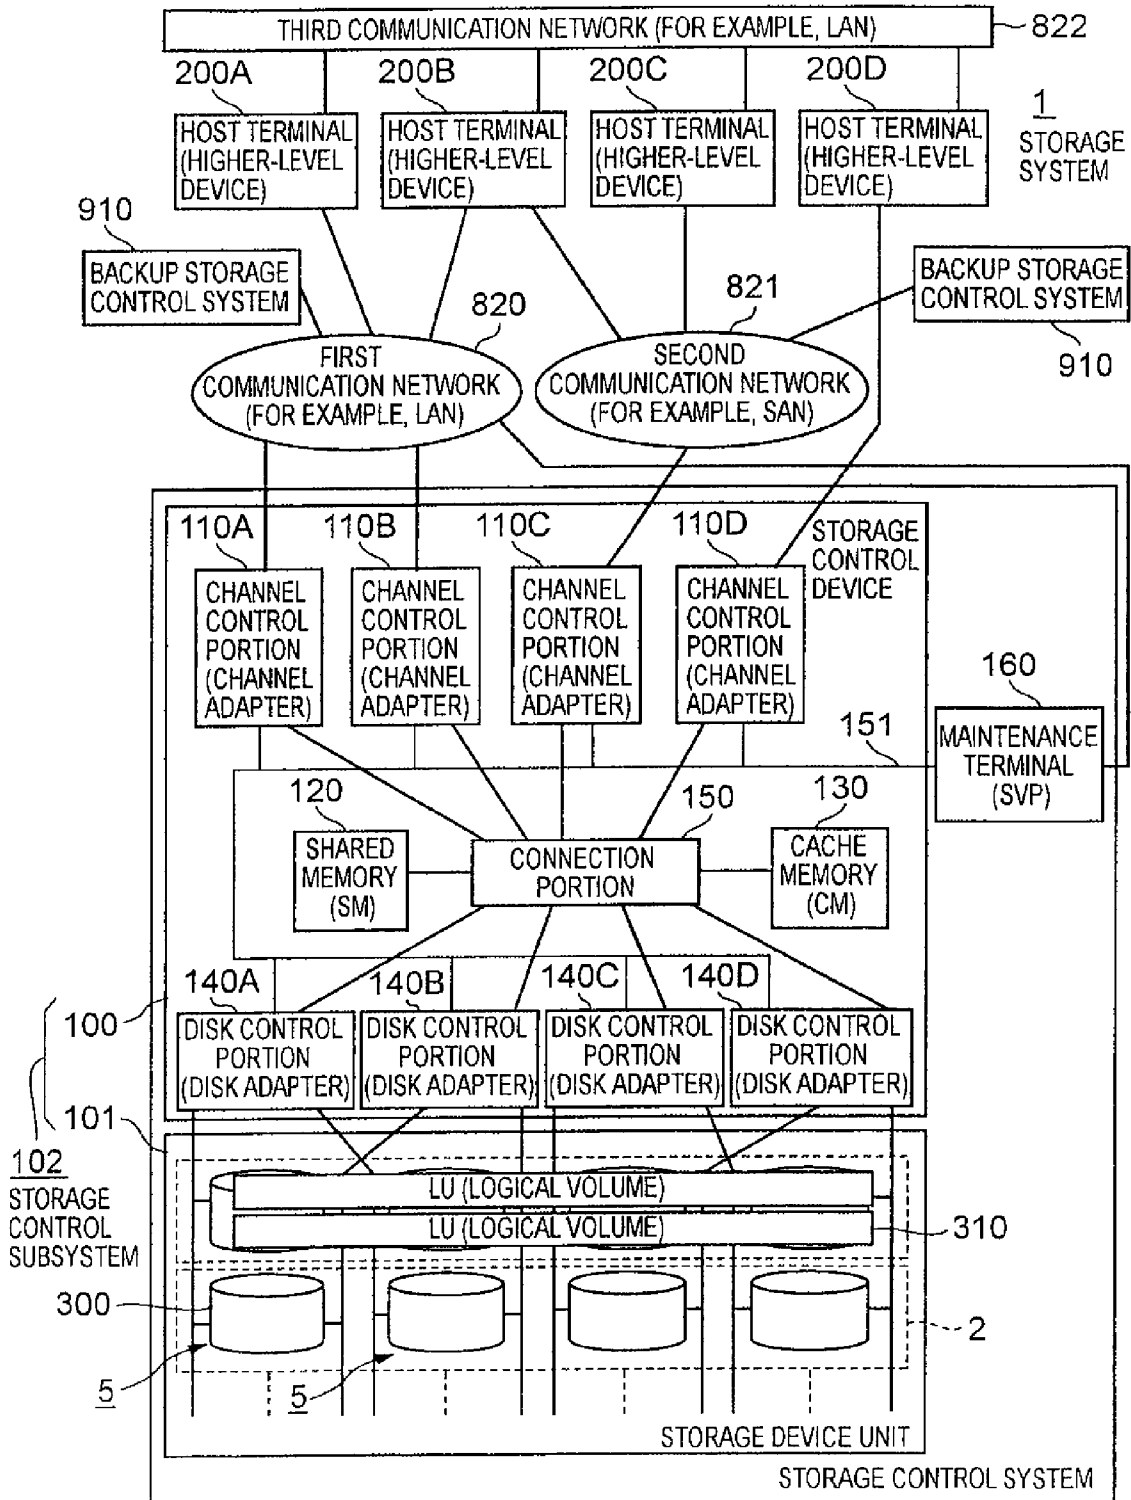 THIRD COMMUNICATION NETWORK (FOR EXAMPLE, LAN)
822
200A
200B
200C
200D
1
STORAGE
SYSTEM
HOST TERMINAL
(HIGHER-LEVEL
DEVICE)
HOST TERMINAL
(HIGHER-LEVEL
DEVICE)
HOST TERMINAL
(HIGHER-LEVEL
DEVICE)
HOST TERMINAL
(HIGHER-LEVEL
DEVICE)
910
BACKUP STORAGE
CONTROL SYSTEM
820
821
BACKUP STORAGE
CONTROL SYSTEM
910
FIRST
COMMUNICATION NETWORK
(FOR EXAMPLE, LAN)
SECOND
COMMUNICATION NETWORK
(FOR EXAMPLE, SAN)
110A
110B
110C
110D
STORAGE
CONTROL
DEVICE
CHANNEL
CONTROL
PORTION
(CHANNEL
ADAPTER)
CHANNEL
CONTROL
PORTION
(CHANNEL
ADAPTER)
CHANNEL
CONTROL
PORTION
(CHANNEL
ADAPTER)
CHANNEL
CONTROL
PORTION
(CHANNEL
ADAPTER)
160
MAINTENANCE
TERMINAL
(SVP)
151
120
150
130
SHARED
MEMORY
(SM)
CONNECTION
PORTION
CACHE
MEMORY
(CM)
140A
140B
140C
140D
100
DISK CONTROL
PORTION
(DISK ADAPTER)
DISK CONTROL
PORTION
(DISK ADAPTER)
DISK CONTROL
PORTION
(DISK ADAPTER)
DISK CONTROL
PORTION
(DISK ADAPTER)
101
102
STORAGE
CONTROL
SUBSYSTEM
LU (LOGICAL VOLUME)
LU (LOGICAL VOLUME)
310
300
2
5
5
STORAGE DEVICE UNIT
STORAGE CONTROL SYSTEM